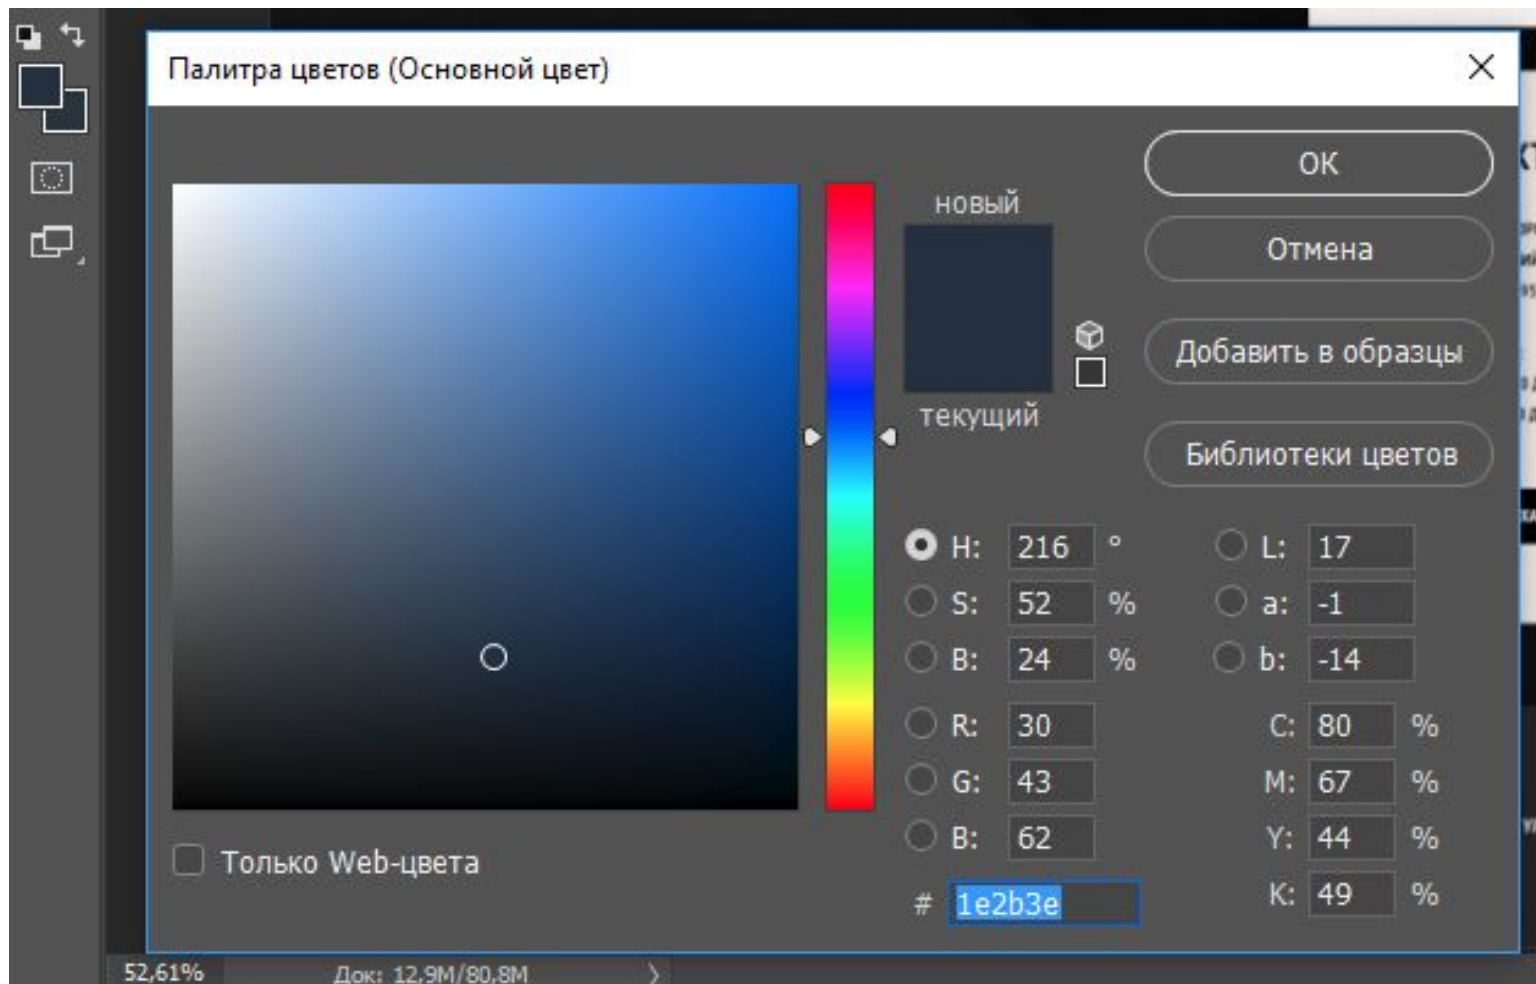 Палитра цветов (Основной цвет)
новый
текущий
ОК
Отмена
Добавить в образцы
Библиотеки цветов
H: 216 °
S: 52 %
B: 24 %
R: 30
G: 43
B: 62
# 1e2b3e
L: 17
a: -1
b: -14
C: 80 %
M: 67 %
Y: 44 %
K: 49 %
Только Web-цвета
52,61% Док: 12,9M/80,8M